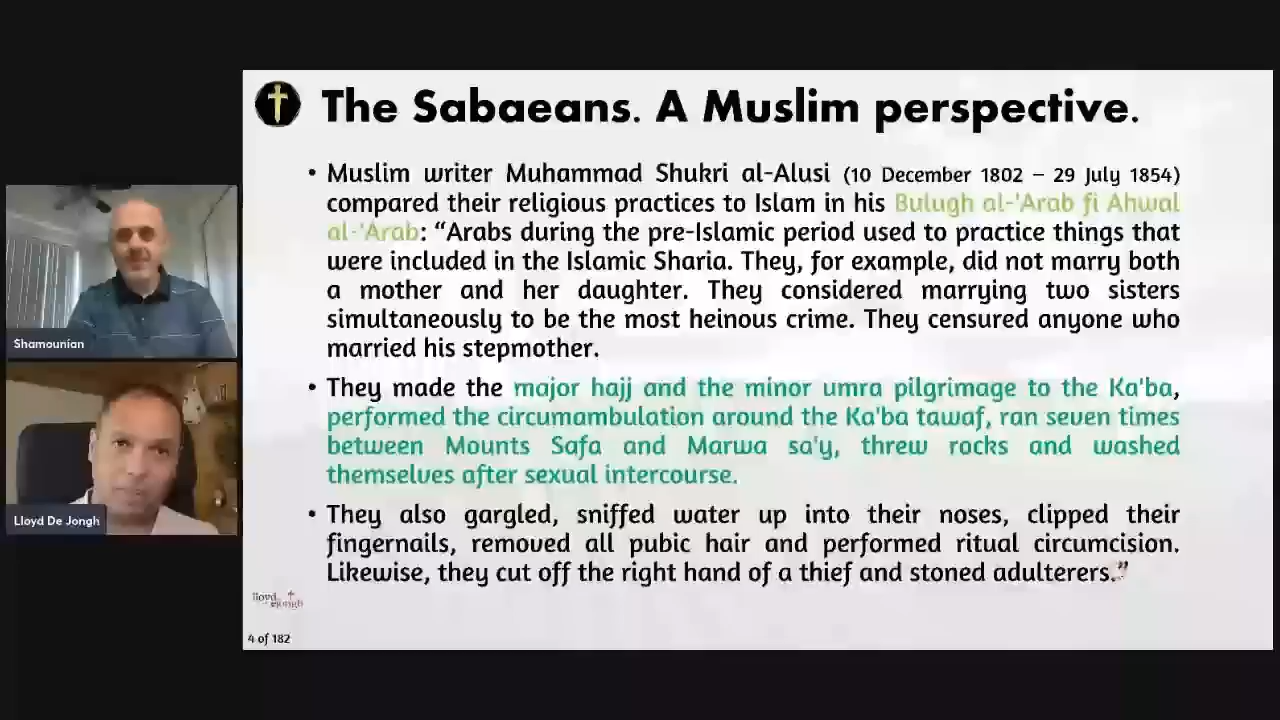 The Sabaeans. A Muslim perspective.
• Muslim writer Muhammad Shukri al-Alusi (10 December 1802 – 29 July 1854)
compared their religious practices to Islam in his Bulugh al-'Arab fi Ahwal
al-'Arab: “Arabs during the pre-Islamic period used to practice things that
were included in the Islamic Sharia. They, for example, did not marry both
a mother and her daughter. They considered marrying two sisters
simultaneously to be the most heinous crime. They censured anyone who
married his stepmother.
• They made the major hajj and the minor umra pilgrimage to the Ka'ba,
performed the circumambulation around the Ka'ba tawaf, ran seven times
between Mounts Safa and Marwa sa'y, threw rocks and washed
themselves after sexual intercourse.
• They also gargled, sniffed water up into their noses, clipped their
fingernails, removed all pubic hair and performed ritual circumcision.
Likewise, they cut off the right hand of a thief and stoned adulterers.”
lloyd
dejongh
4 of 182
Shamounian
Lloyd De Jongh